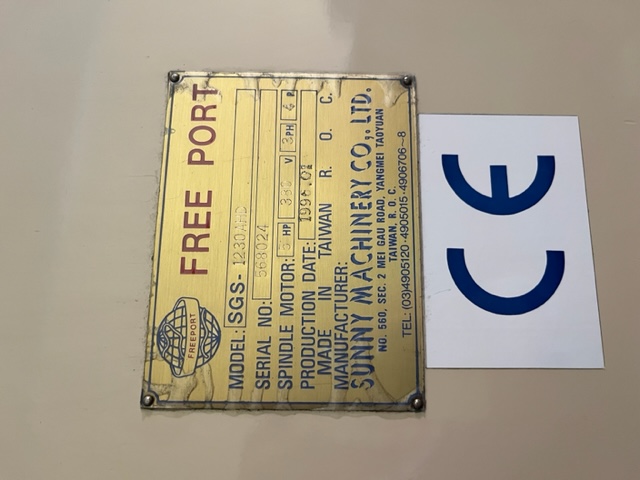 FREEPORT
FREE PORT
MODEL: SGS-1230AHD
SERIAL NO: 568024
SPINDLE MOTOR: 5 HP 380 V 3PH 4 P
PRODUCTION DATE: 1996.02
MADE IN TAIWAN R. O. C.
MANUFACTURER:
SUNNY MACHINERY CO., LTD.
NO. 560, SEC. 2 MEI GAU ROAD, YANGMEI TAOYUAN
TAIWAN, R. O. C.
TEL: (03)4905120·4905015·4906706~8
CE